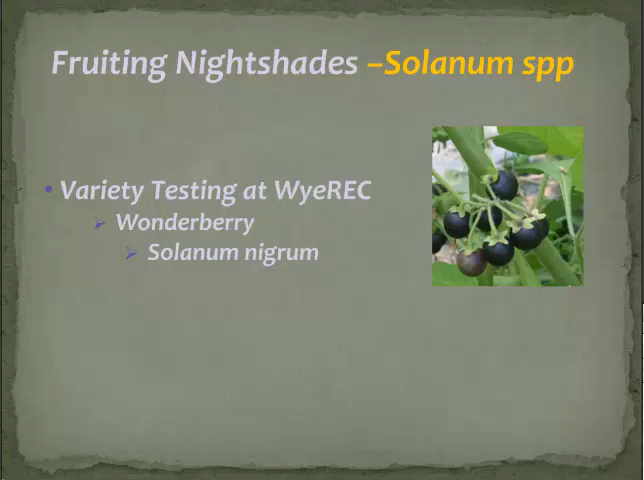 Fruiting Nightshades –Solanum spp
• Variety Testing at WyeREC
➢ Wonderberry
➢ Solanum nigrum